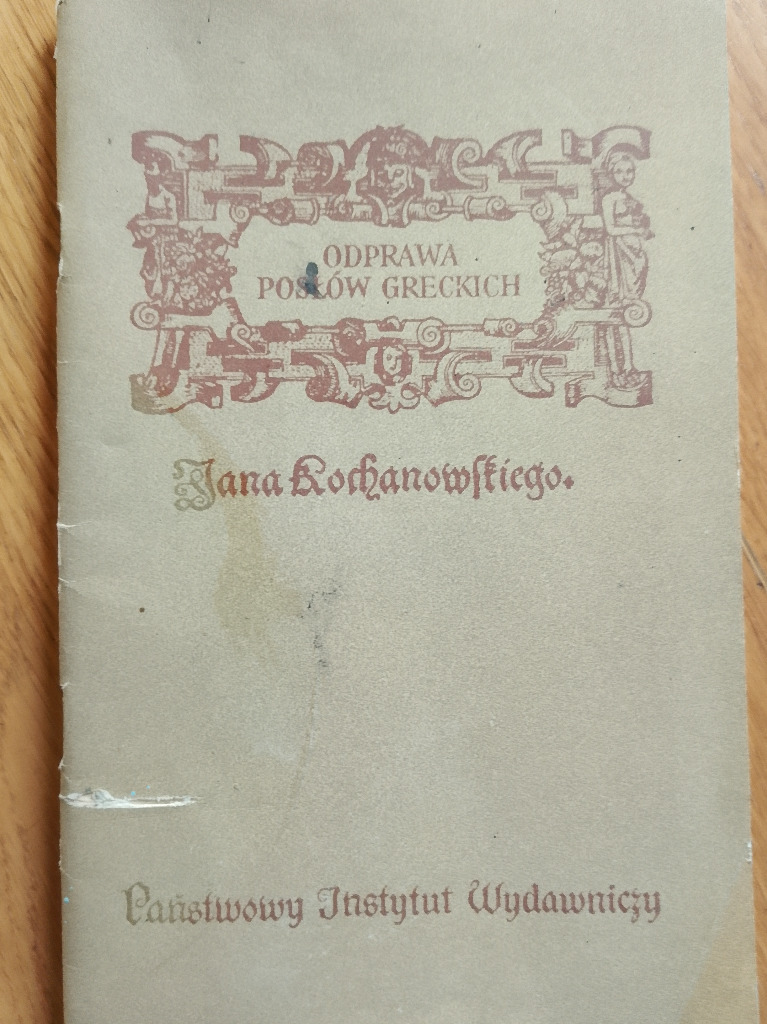 ODPRAWA
POSŁÓW GRECKICH
Jana Kochanowskiego.
Państwowy Instytut Wydawniczy